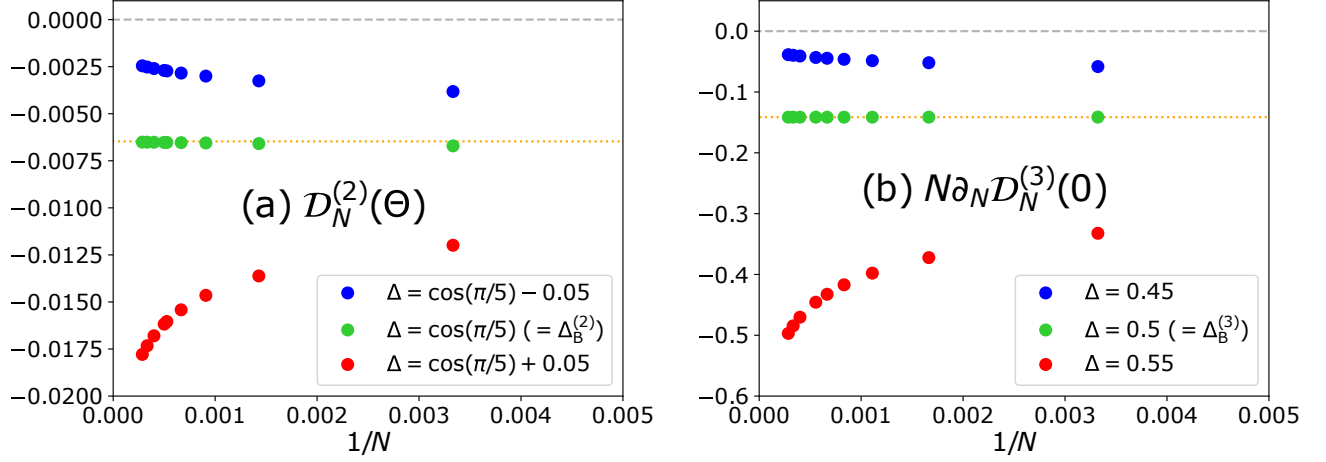 0.0000
−0.0025
−0.0050
−0.0075
−0.0100
−0.0125
−0.0150
−0.0175
−0.0200
0.000 0.001 0.002 0.003 0.004 0.005
1/N
(a) 𝒟_N^{(2)}(Θ)
Δ = cos(π/5) − 0.05
Δ = cos(π/5) ( = Δ_B^{(2)})
Δ = cos(π/5) + 0.05
0.0
−0.1
−0.2
−0.3
−0.4
−0.5
−0.6
0.000 0.001 0.002 0.003 0.004 0.005
1/N
(b) N∂_N𝒟_N^{(3)}(0)
Δ = 0.45
Δ = 0.5 ( = Δ_B^{(3)})
Δ = 0.55